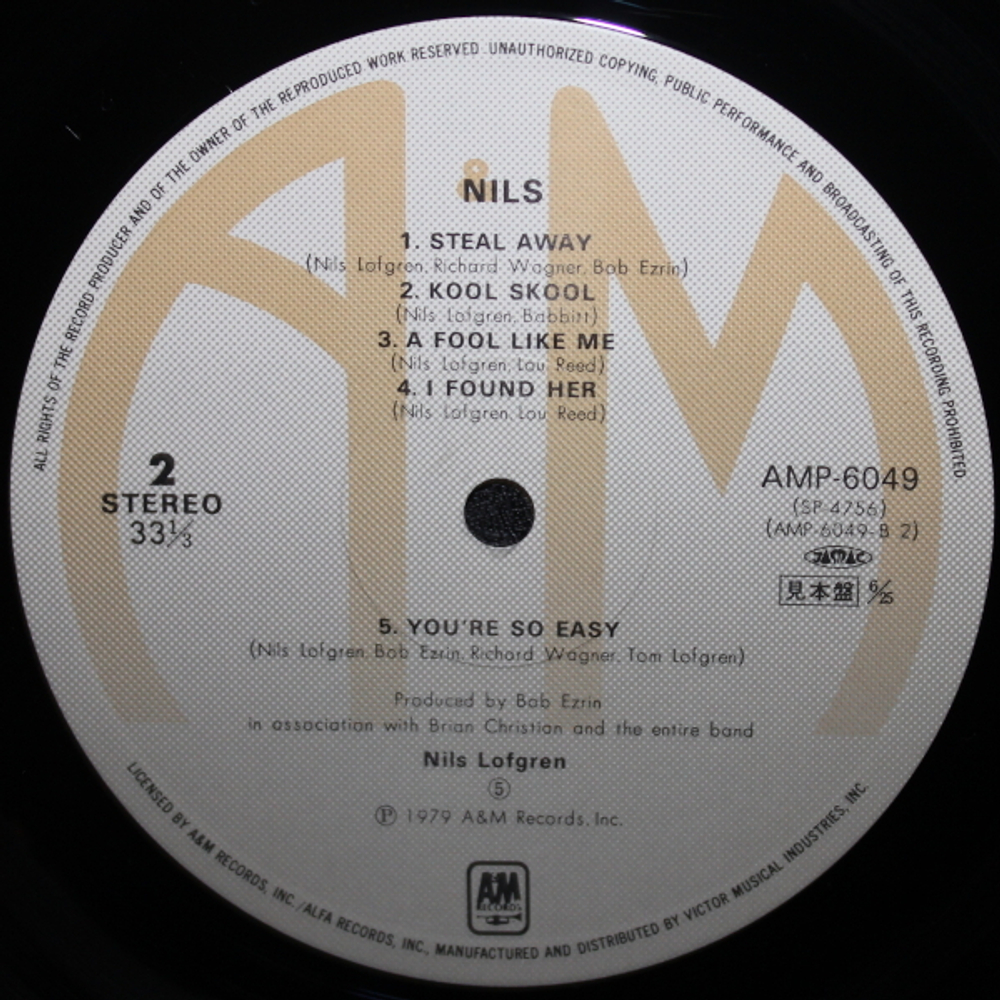 ALL RIGHTS OF THE RECORD PRODUCER AND OF THE OWNER OF THE REPRODUCED WORK RESERVED. UNAUTHORIZED COPYING, PUBLIC PERFORMANCE AND BROADCASTING OF THIS RECORDING PROHIBITED
NILS
1. STEAL AWAY
(Nils Lofgren, Richard Wagner, Bob Ezrin)
2. KOOL SKOOL
(Nils Lofgren, Babbitt)
3. A FOOL LIKE ME
(Nils Lofgren, Lou Reed)
4. I FOUND HER
(Nils Lofgren, Lou Reed)
2
STEREO
33⅓
AMP-6049
(SP-4756)
(AMP-6049-B 2)
JASRAC
見本盤 6/25
5. YOU'RE SO EASY
(Nils Lofgren, Bob Ezrin, Richard Wagner, Tom Lofgren)
Produced by Bob Ezrin
in association with Brian Christian and the entire band
Nils Lofgren
⑤
Ⓟ 1979 A&M Records, Inc.
A&M
RECORDS
LICENSED BY A&M RECORDS, INC./ALFA RECORDS, INC., MANUFACTURED AND DISTRIBUTED BY VICTOR MUSICAL INDUSTRIES, INC.